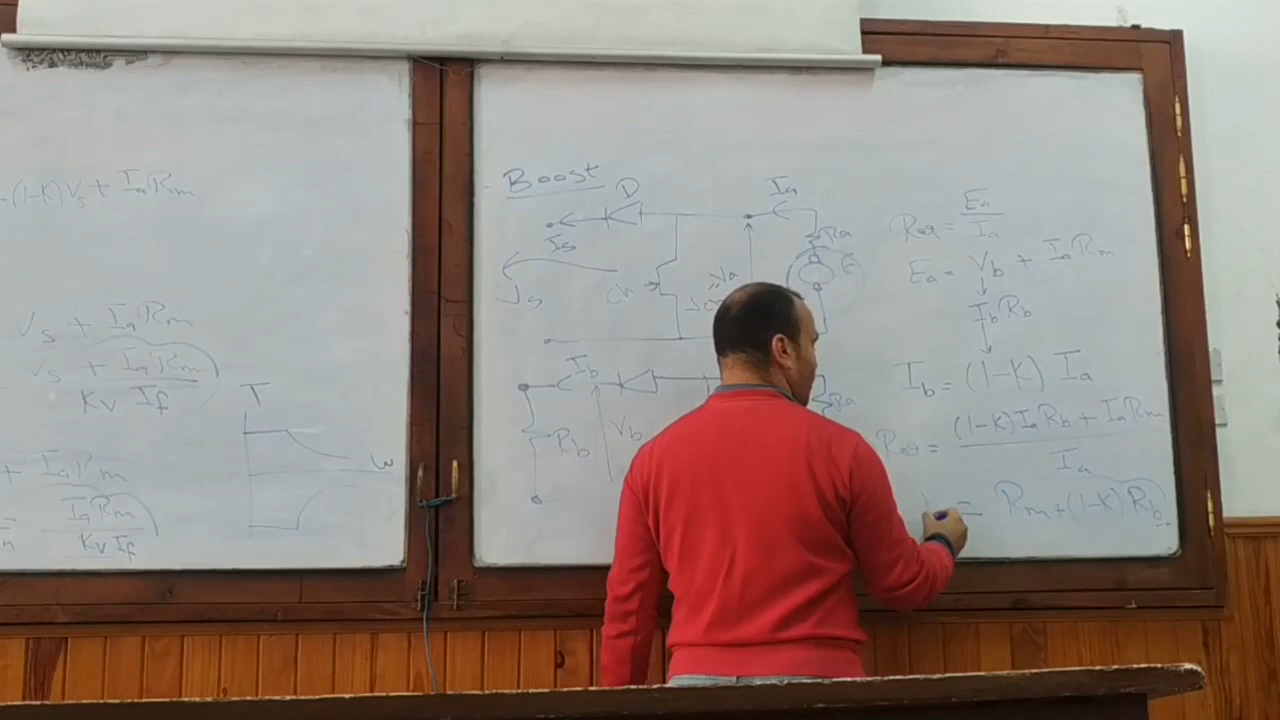 -(1-K)Vs + IaRm
Vs + IaRm
Vs + IaRm
Kv If
+ IaRm
IaRm
Kv If
T
w
Boost
D
Ia
Is
Ra
Vs
ch
Va
Ib
Vb
Rb
Ra
Req = Ea
Ia
Ea = Vb + IaRm
IbRb
Ib = (1-K) Ia
Req = (1-K)IaRb + IaRm
Ia
= Rm + (1-K) Rb